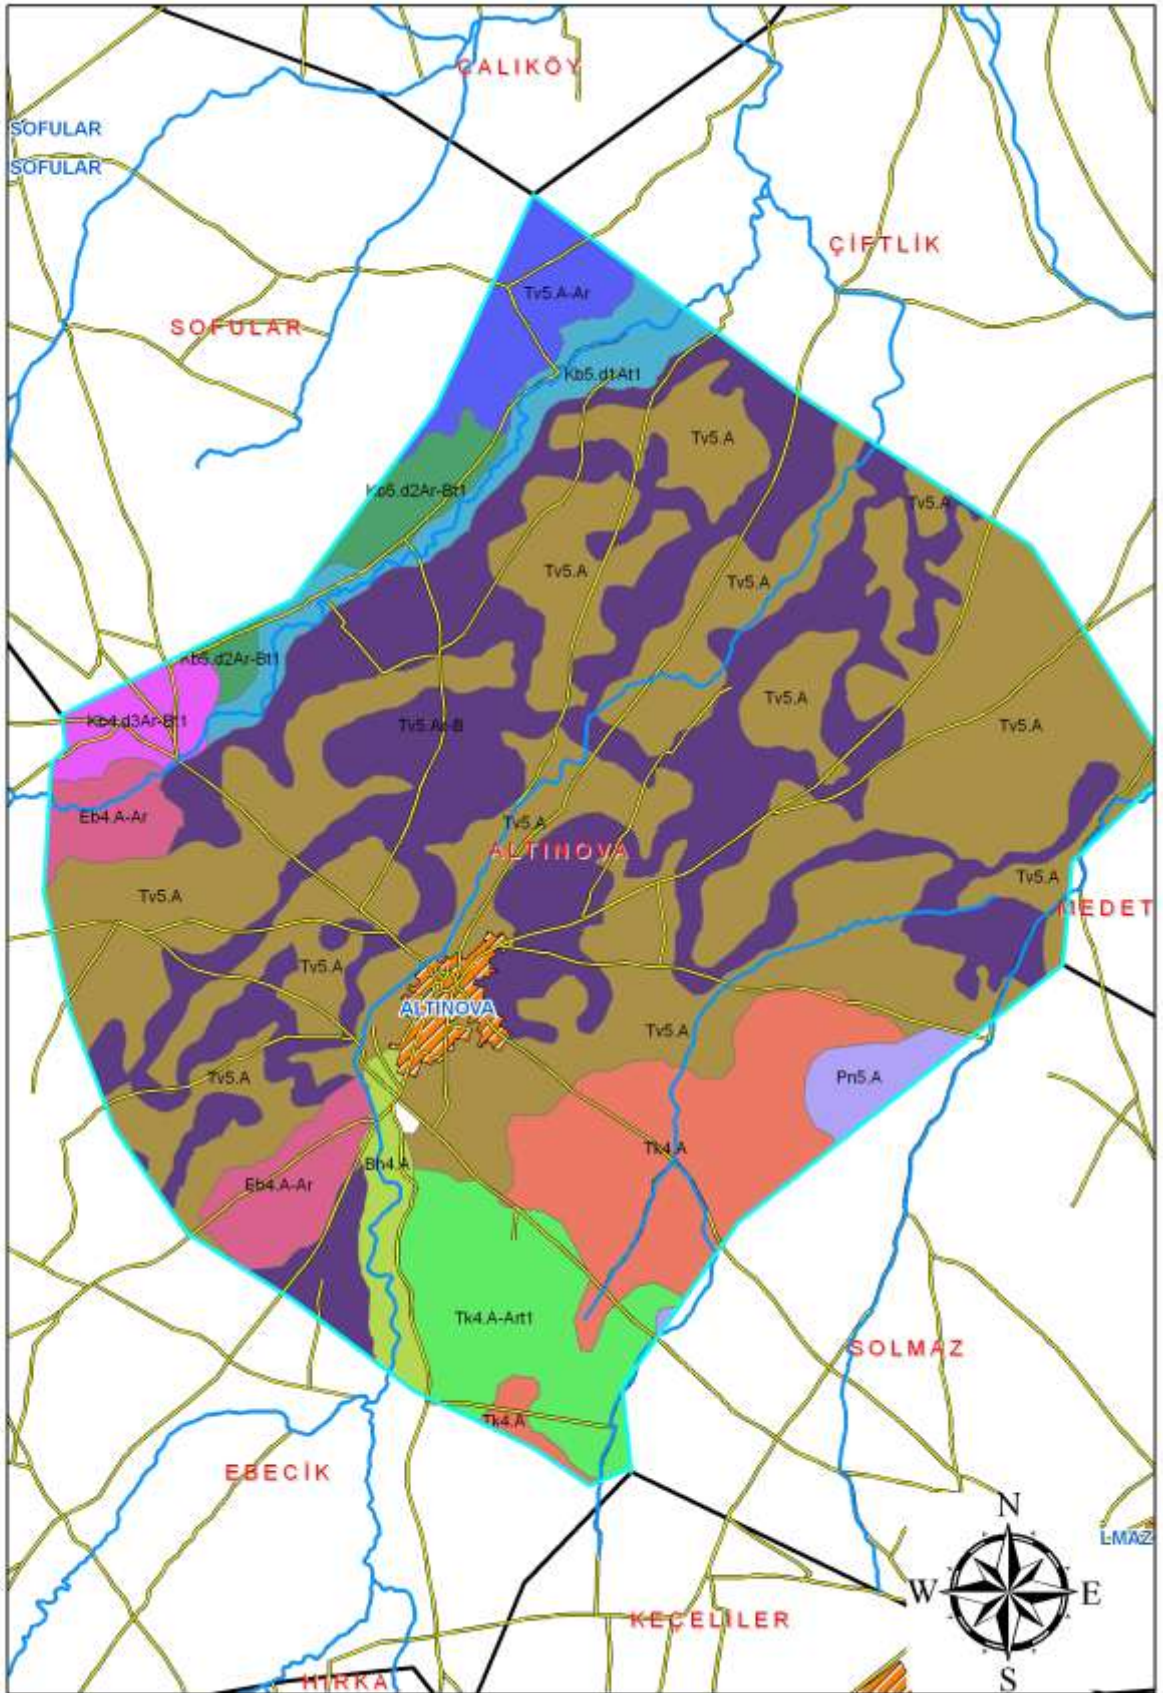 ÇALIKÖY
SOFULAR
SOFULAR
ÇİFTLİK
Tv5.A-Ar
SOFULAR
Kb5.d1At1
Tv5.A
Kb5.d2Ar-Bt1
Tv5.A
Tv5.A
Tv5.A
Kb5.d2Ar-Bt1
Tv5.A
Kb4.d3Ar-Bt1
Tv5.Ar-B
Tv5.A
Eb4.A-Ar
Tv5.A
ALTINOVA
Tv5.A
Tv5.A
MEDET
Tv5.A
ALTINOVA
Tv5.A
Tv5.A
Pn5.A
Tk4.A
Bh4.A
Eb4.A-Ar
Tk4.A-Art1
SOLMAZ
Tk4.A
EBECİK
N
LMAZ
W
E
KEÇELİLER
S
HIRKA